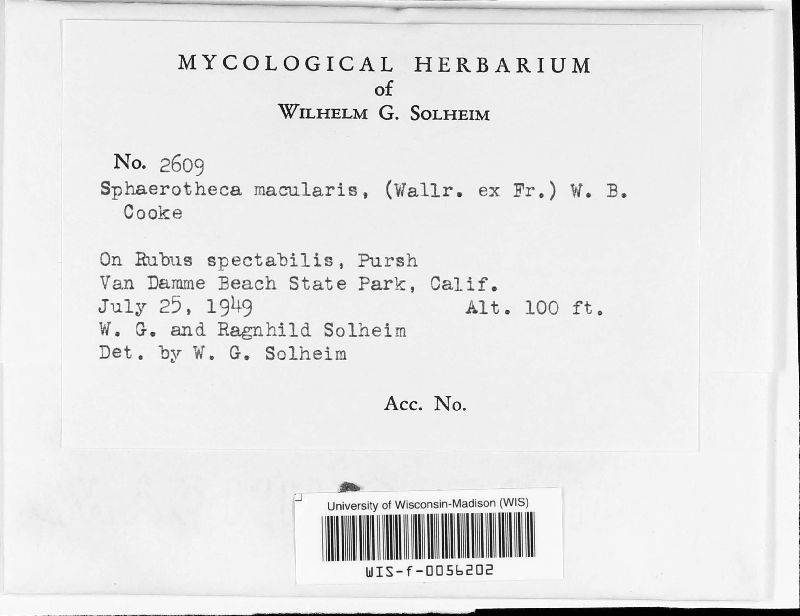 MYCOLOGICAL HERBARIUM
of
WILHELM G. SOLHEIM
No. 2609
Sphaerotheca macularis, (Wallr. ex Fr.) W. B.
Cooke
On Rubus spectabilis, Pursh
Van Damme Beach State Park, Calif.
July 25, 1949 Alt. 100 ft.
W. G. and Ragnhild Solheim
Det. by W. G. Solheim
Acc. No.
University of Wisconsin-Madison (WIS)
WIS-f-0056202